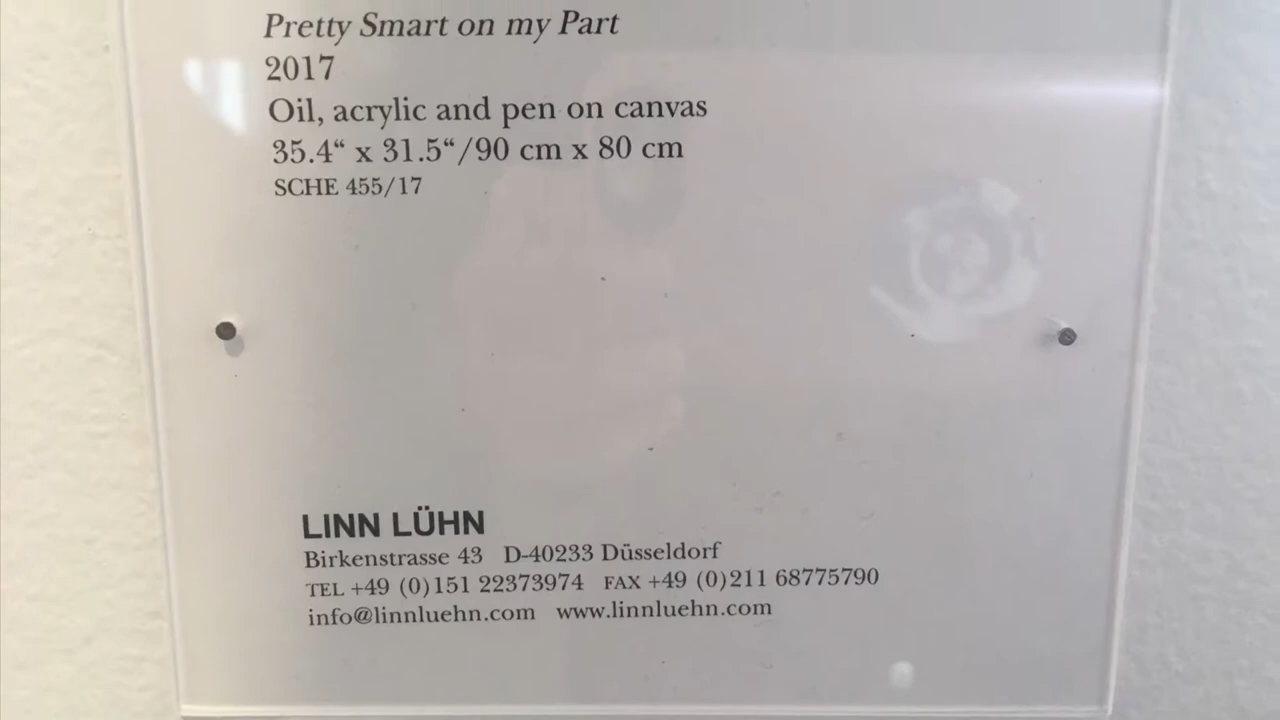 Pretty Smart on my Part
2017
Oil, acrylic and pen on canvas
35.4“ x 31.5“/90 cm x 80 cm
SCHE 455/17
LINN LÜHN
Birkenstrasse 43 D-40233 Düsseldorf
TEL +49 (0)151 22373974 FAX +49 (0)211 68775790
info@linnluehn.com www.linnluehn.com